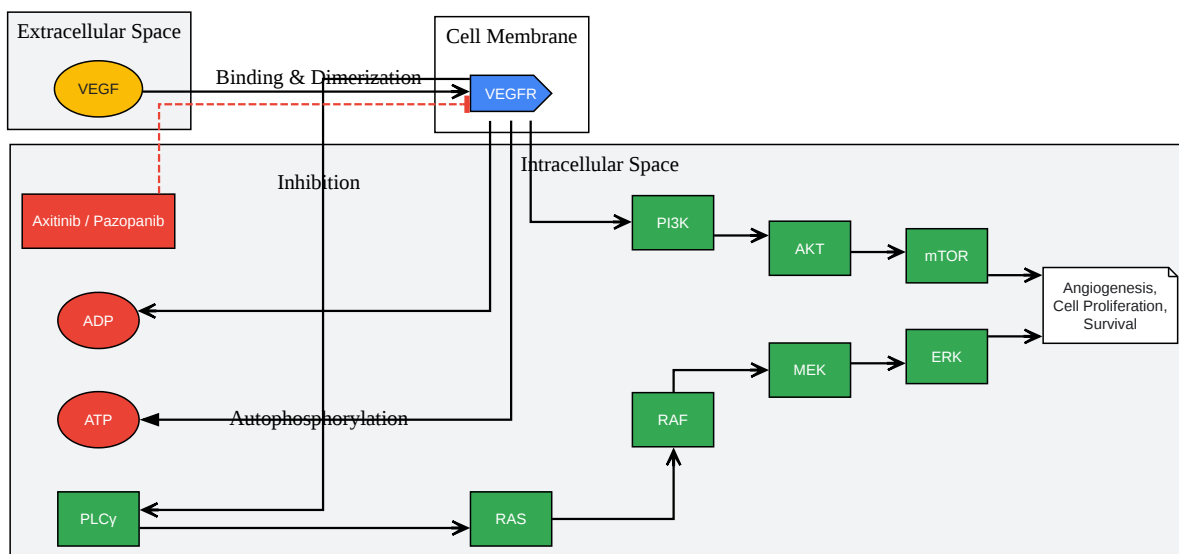 Extracellular Space
Cell Membrane
VEGF
Binding & Dimerization
VEGFR
Intracellular Space
Inhibition
Axitinib / Pazopanib
PI3K
AKT
mTOR
Angiogenesis,
Cell Proliferation,
Survival
ADP
ERK
MEK
ATP
Autophosphorylation
RAF
PLCγ
RAS